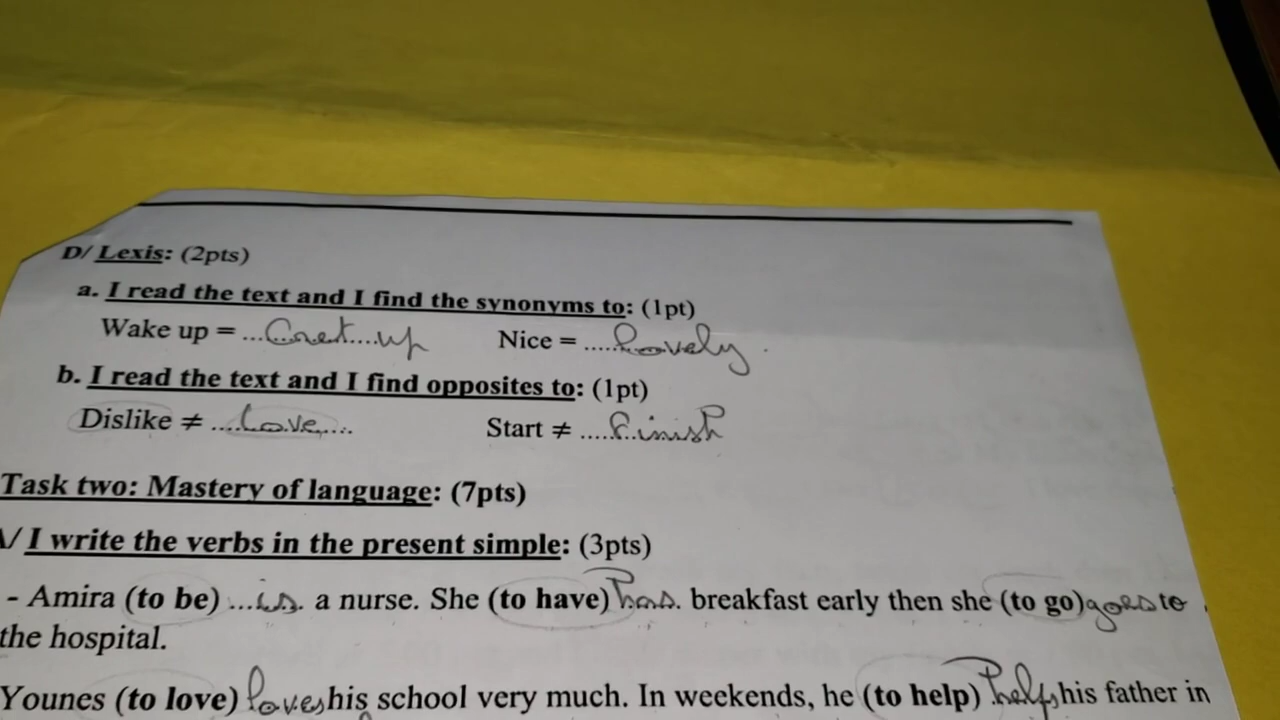 D/ Lexis: (2pts)
a. I read the text and I find the synonyms to: (1pt)
Wake up = ...Get....up Nice = .....Lovely.
b. I read the text and I find opposites to: (1pt)
Dislike ≠ ....Love.... Start ≠ .....Finish
Task two: Mastery of language: (7pts)
A/ I write the verbs in the present simple: (3pts)
- Amira (to be) ...is. a nurse. She (to have) has. breakfast early then she (to go) goes to
the hospital.
Younes (to love) loves his school very much. In weekends, he (to help) helps his father in